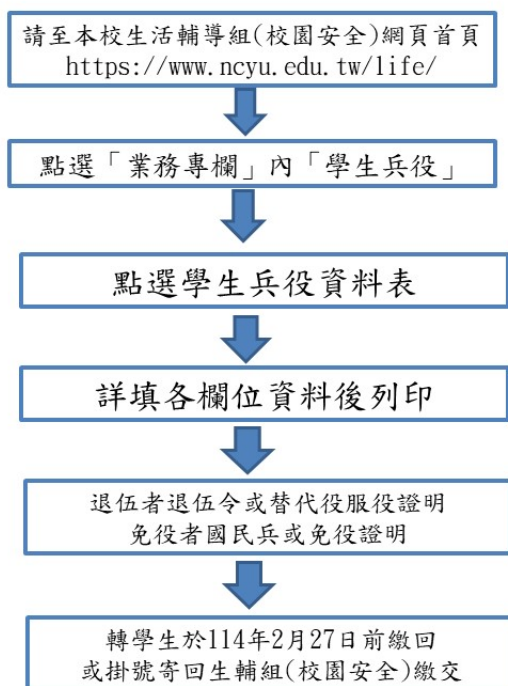 請至本校生活輔導組(校園安全)網頁首頁
https://www.ncyu.edu.tw/life/
點選「業務專欄」內「學生兵役」
點選學生兵役資料表
詳填各欄位資料後列印
退伍者退伍令或替代役服役證明
免役者國民兵或免役證明
轉學生於114年2月27日前繳回
或掛號寄回生輔組(校園安全)繳交